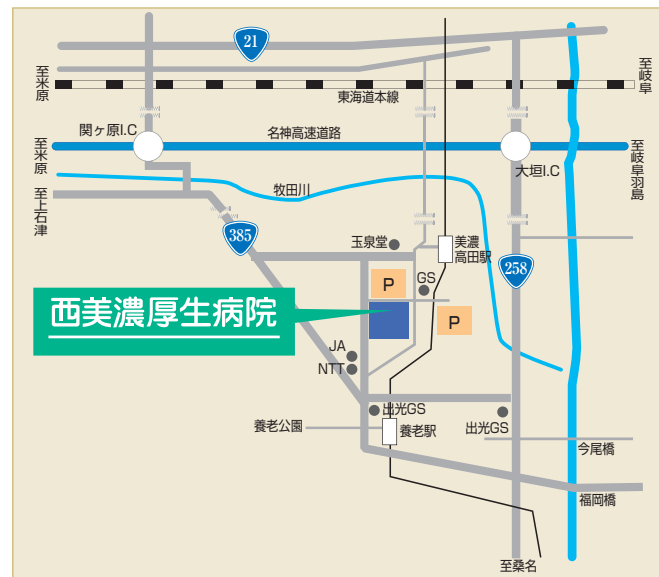 21
至米原
至岐阜
東海道本線
関ヶ原I.C
名神高速道路
至米原
大垣I.C
至岐阜羽島
至上石津
牧田川
385
玉泉堂
美濃
高田駅
258
P
GS
西美濃厚生病院
P
JA
NTT
出光GS
出光GS
養老公園
養老駅
今尾橋
福岡橋
至桑名